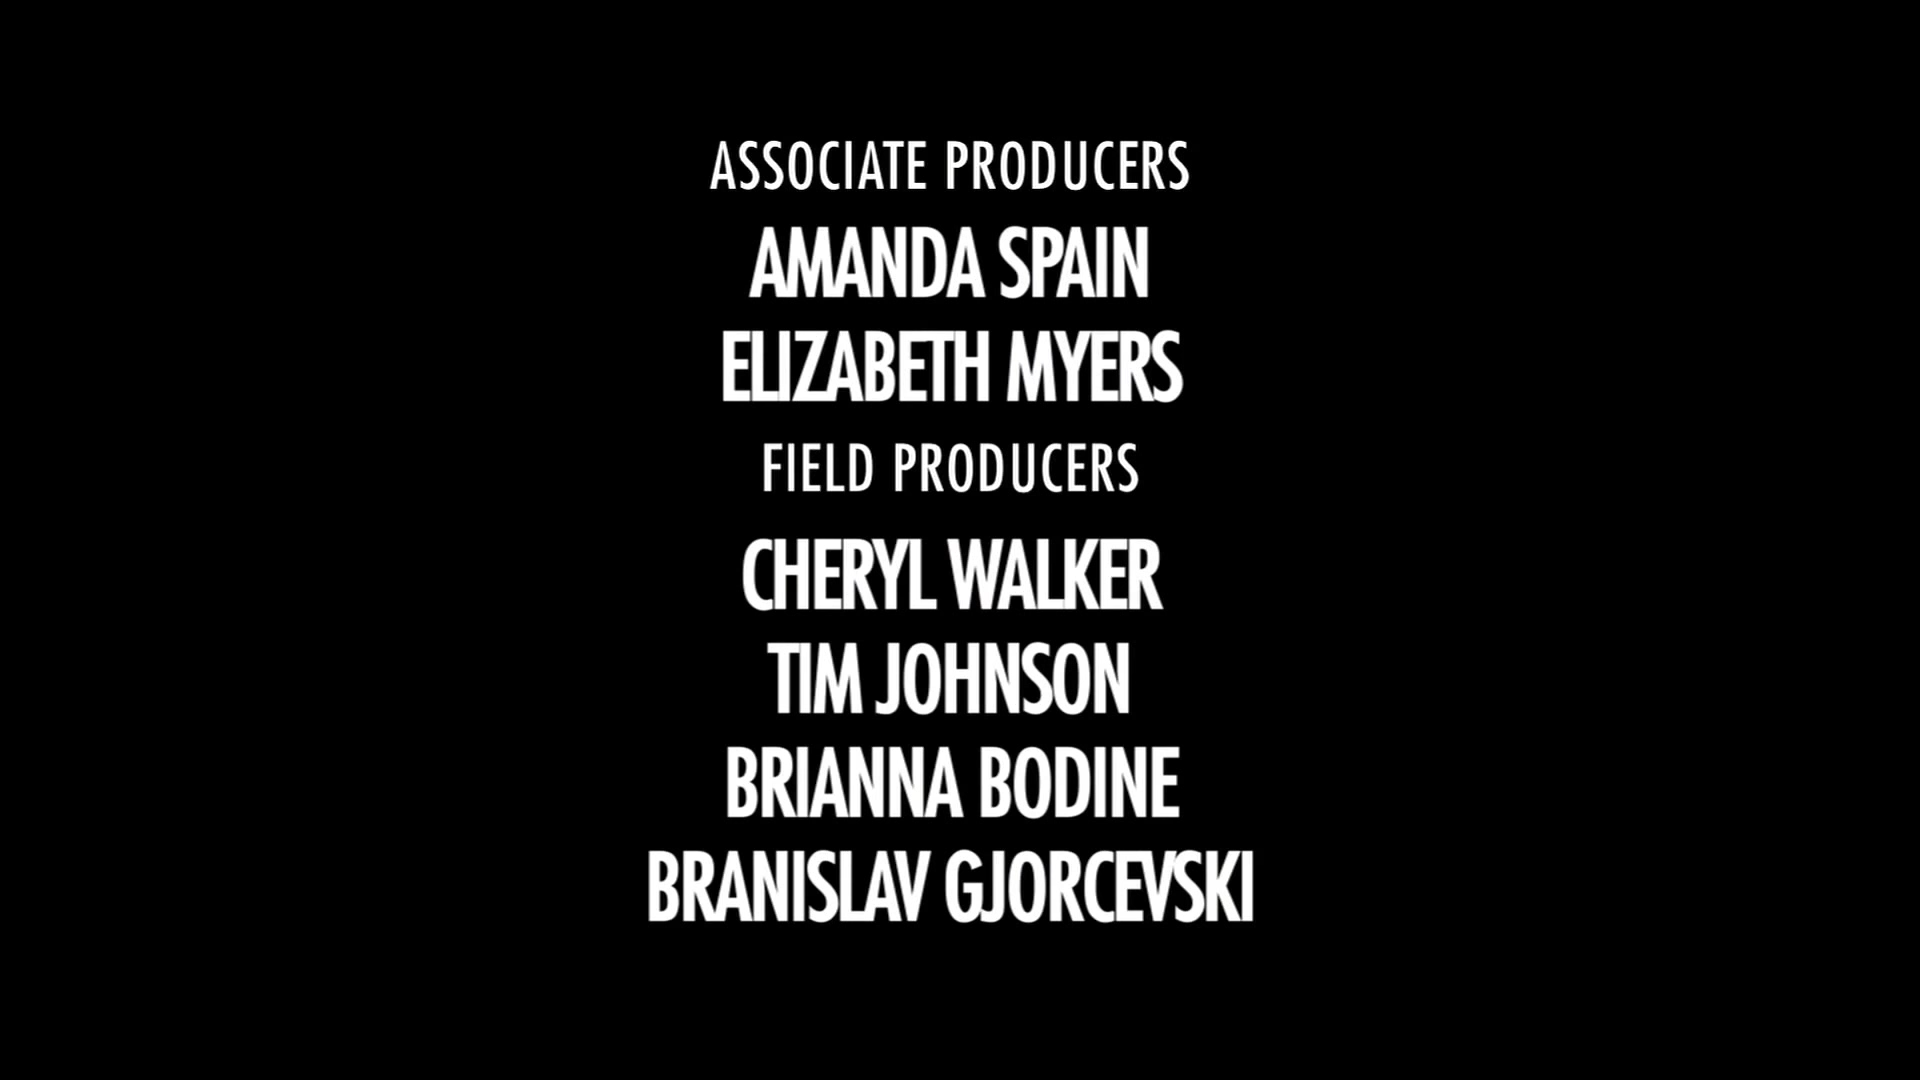 ASSOCIATE PRODUCERS
AMANDA SPAIN
ELIZABETH MYERS
FIELD PRODUCERS
CHERYL WALKER
TIM JOHNSON
BRIANNA BODINE
BRANISLAV GJORCEVSKI